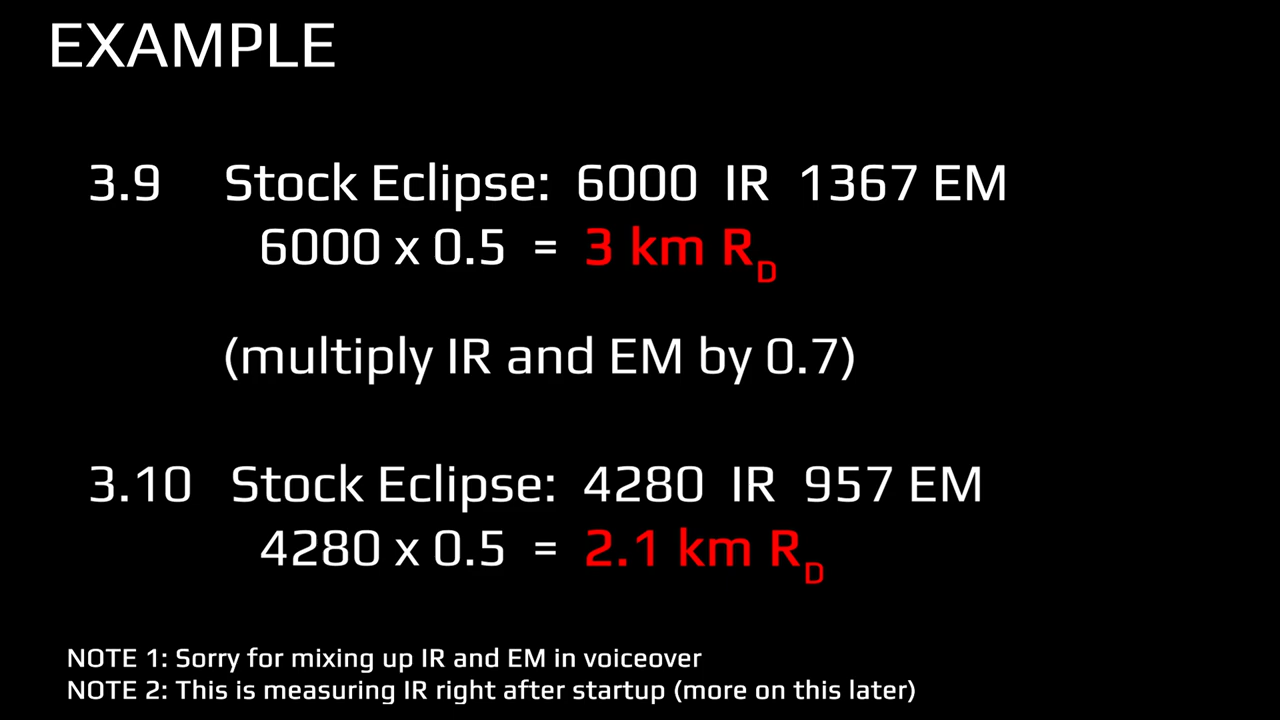 EXAMPLE
3.9 Stock Eclipse: 6000 IR 1367 EM
6000 x 0.5 = 3 km RD
(multiply IR and EM by 0.7)
3.10 Stock Eclipse: 4280 IR 957 EM
4280 x 0.5 = 2.1 km RD
NOTE 1: Sorry for mixing up IR and EM in voiceover
NOTE 2: This is measuring IR right after startup (more on this later)